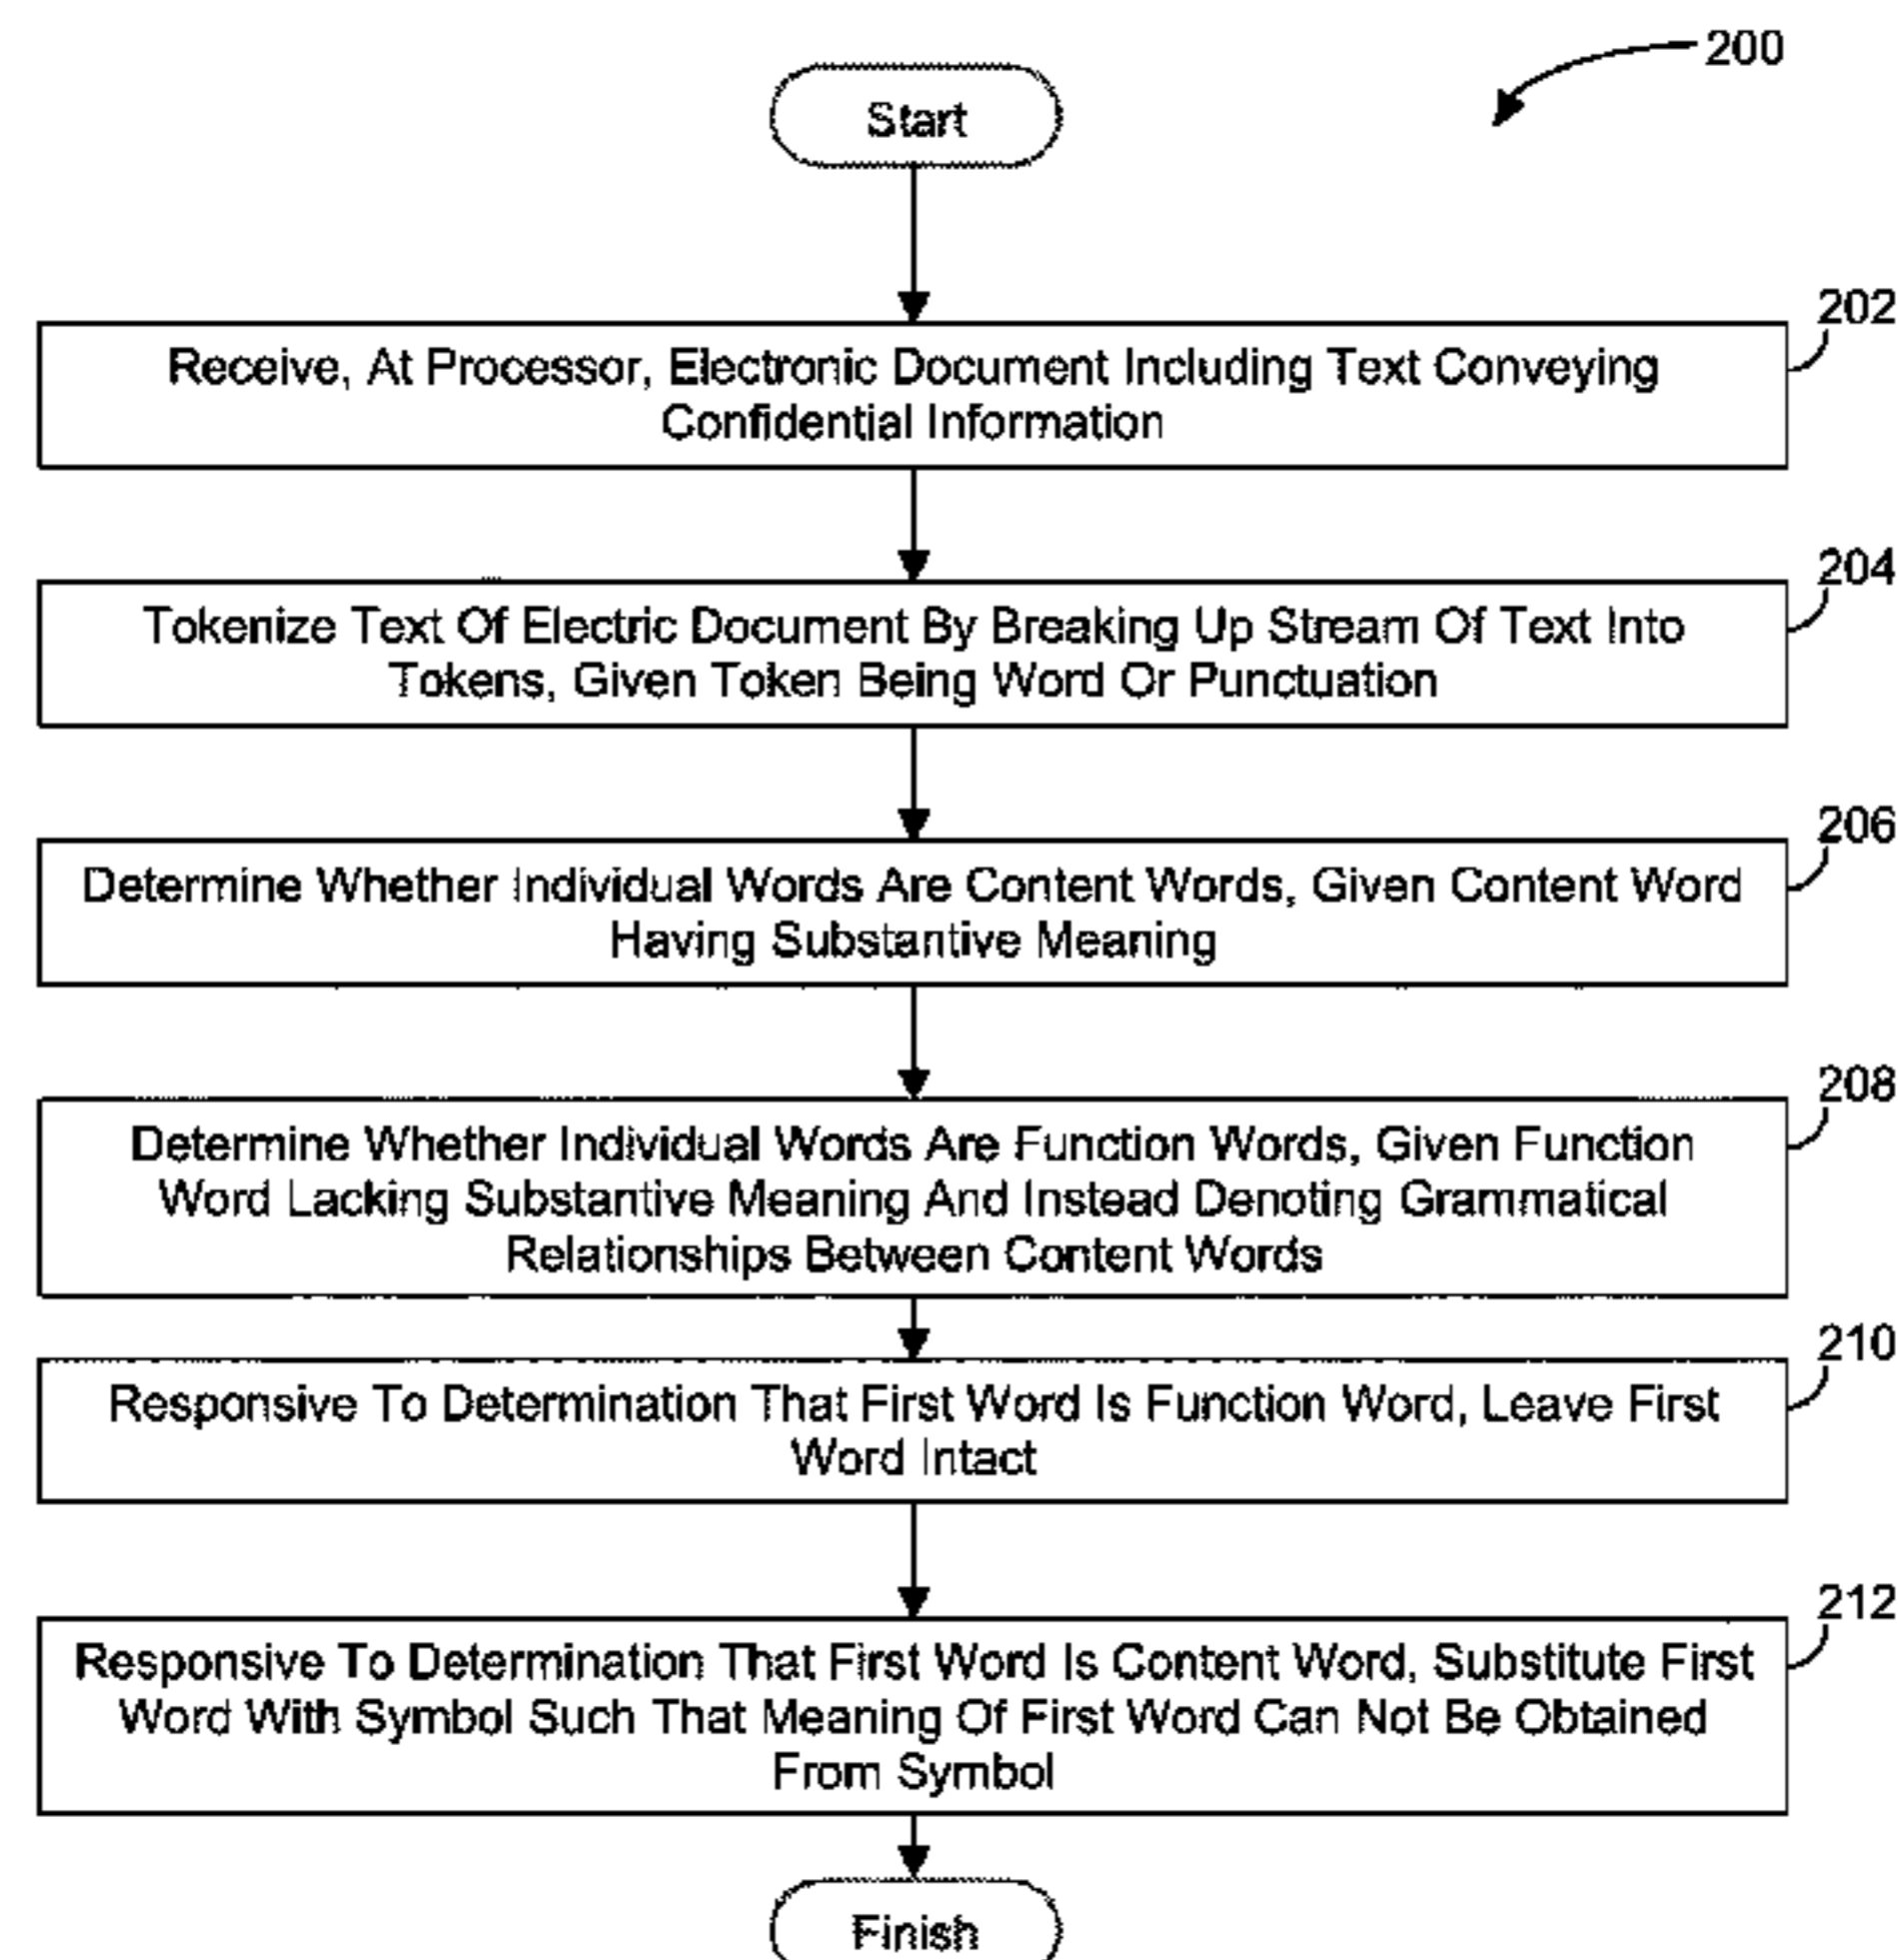 200
Start
202
Receive, At Processor, Electronic Document Including Text Conveying
Confidential Information
204
Tokenize Text Of Electric Document By Breaking Up Stream Of Text Into
Tokens, Given Token Being Word Or Punctuation
206
Determine Whether Individual Words Are Content Words, Given Content Word
Having Substantive Meaning
208
Determine Whether Individual Words Are Function Words, Given Function
Word Lacking Substantive Meaning And Instead Denoting Grammatical
Relationships Between Content Words
210
Responsive To Determination That First Word Is Function Word, Leave First
Word Intact
212
Responsive To Determination That First Word Is Content Word, Substitute First
Word With Symbol Such That Meaning Of First Word Can Not Be Obtained
From Symbol
Finish